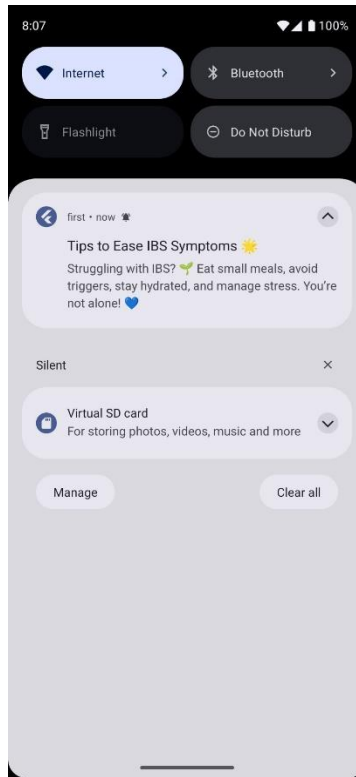 8:07 100%
Internet Bluetooth
Flashlight Do Not Disturb
first • now
Tips to Ease IBS Symptoms 🌟
Struggling with IBS? 🌱 Eat small meals, avoid
triggers, stay hydrated, and manage stress. You're
not alone! 💙
Silent
Virtual SD card
For storing photos, videos, music and more
Manage Clear all